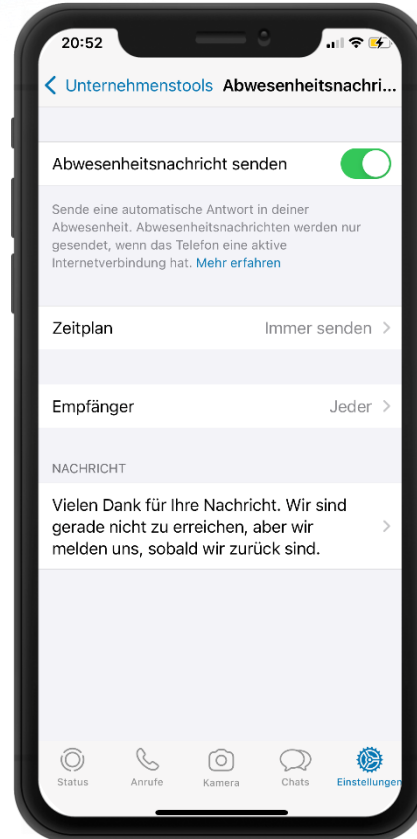 20:52
Unternehmenstools Abwesenheitsnachri...
Abwesenheitsnachricht senden
Sende eine automatische Antwort in deiner
Abwesenheit. Abwesenheitsnachrichten werden nur
gesendet, wenn das Telefon eine aktive
Internetverbindung hat. Mehr erfahren
Zeitplan Immer senden
Empfänger Jeder
NACHRICHT
Vielen Dank für Ihre Nachricht. Wir sind
gerade nicht zu erreichen, aber wir
melden uns, sobald wir zurück sind.
Status Anrufe Kamera Chats Einstellungen